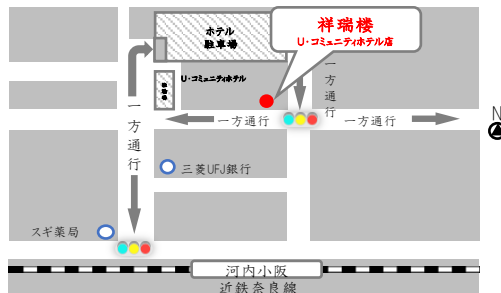 ホテル
駐車場
祥瑞楼
U・コミュニティホテル店
U・コミュニティホテル
一方通行
一方通行
一方通行
一方通行
N
三菱UFJ銀行
スギ薬局
河内小阪
近鉄奈良線